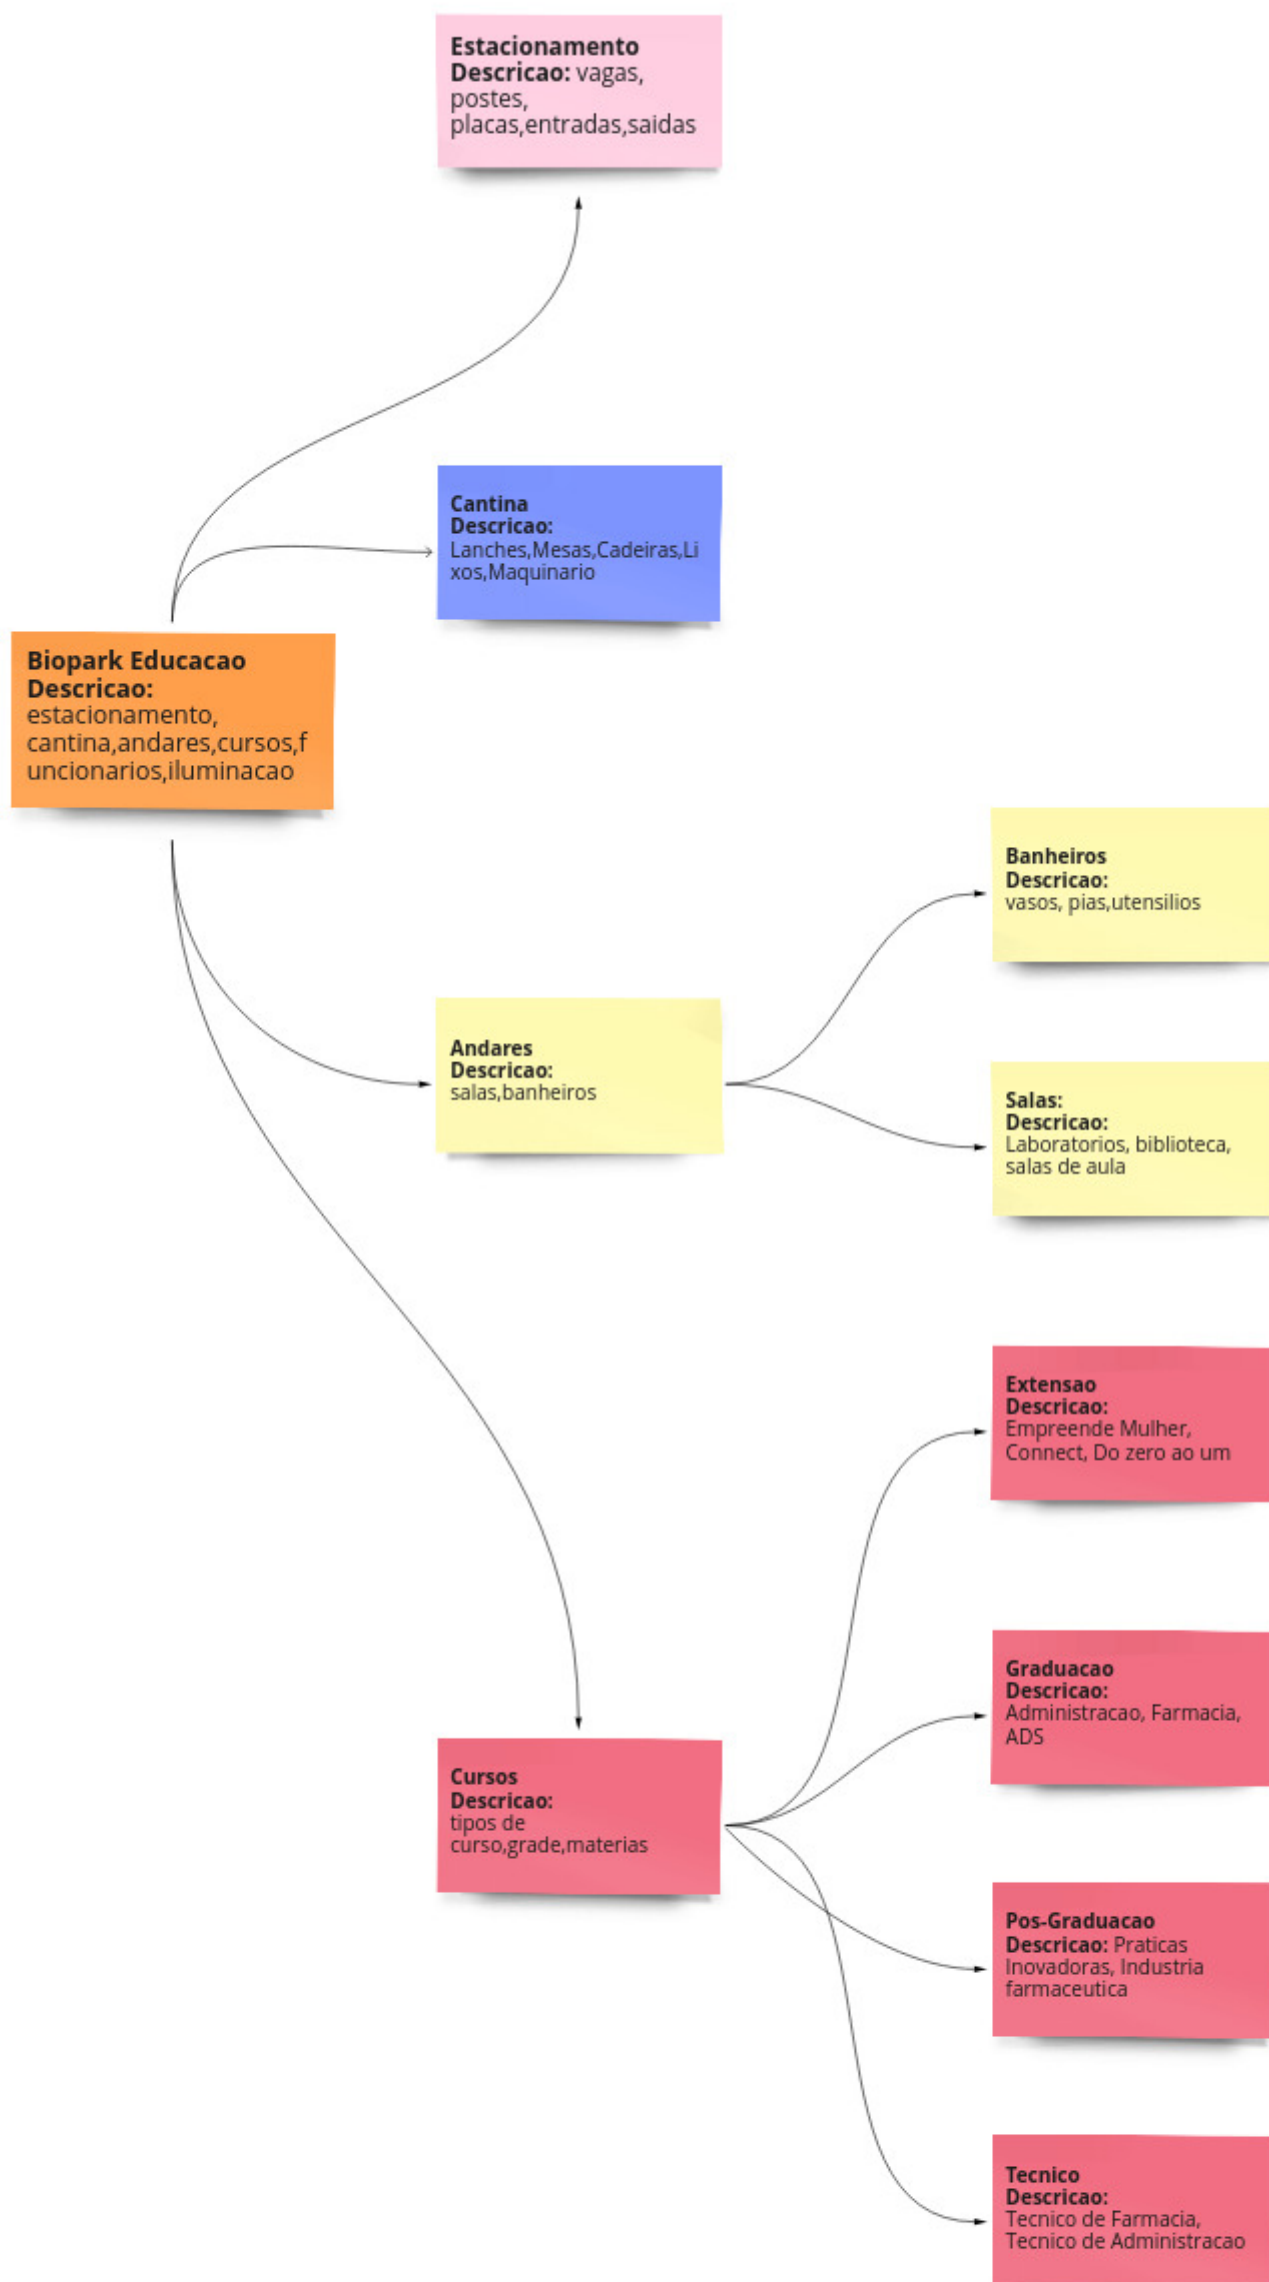 Estacionamento
Descricao: vagas,
postes,
placas,entradas,saidas
Cantina
Descricao:
Lanches,Mesas,Cadeiras,Li
xos,Maquinario
Biopark Educacao
Descricao:
estacionamento,
cantina,andares,cursos,f
uncionarios,iluminacao
Banheiros
Descricao:
vasos, pias,utensilios
Andares
Descricao:
salas,banheiros
Salas:
Descricao:
Laboratorios, biblioteca,
salas de aula
Extensao
Descricao:
Empreende Mulher,
Connect, Do zero ao um
Graduacao
Descricao:
Administracao, Farmacia,
ADS
Cursos
Descricao:
tipos de
curso,grade,materias
Pos-Graduacao
Descricao: Praticas
Inovadoras, Industria
farmaceutica
Tecnico
Descricao:
Tecnico de Farmacia,
Tecnico de Administracao